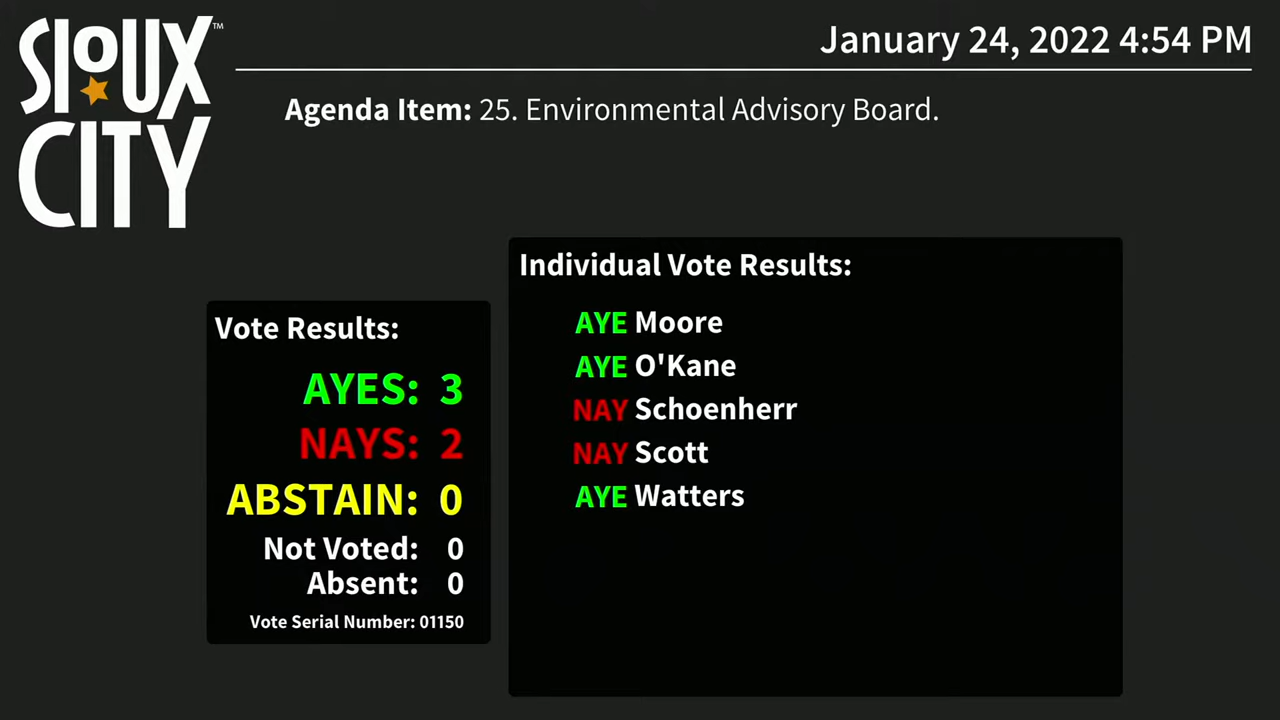 SIOUX™
CITY
January 24, 2022 4:54 PM
Agenda Item: 25. Environmental Advisory Board.
Individual Vote Results:
AYE Moore
AYE O'Kane
NAY Schoenherr
NAY Scott
AYE Watters
Vote Results:
AYES: 3
NAYS: 2
ABSTAIN: 0
Not Voted: 0
Absent: 0
Vote Serial Number: 01150